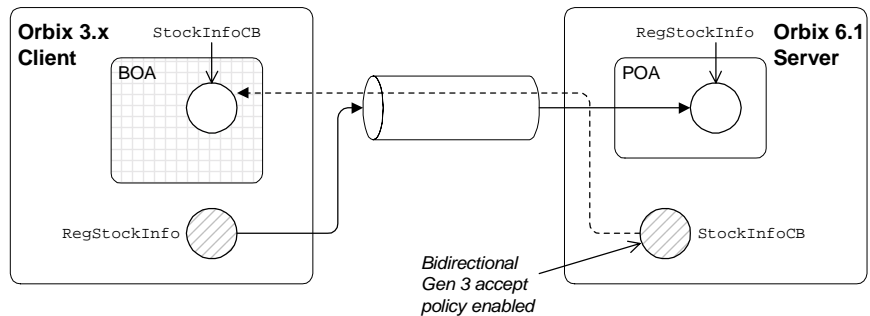 Orbix 3.x
Client
StockInfoCB
BOA
RegStockInfo
RegStockInfo
Orbix 6.1
Server
POA
StockInfoCB
Bidirectional
Gen 3 accept
policy enabled